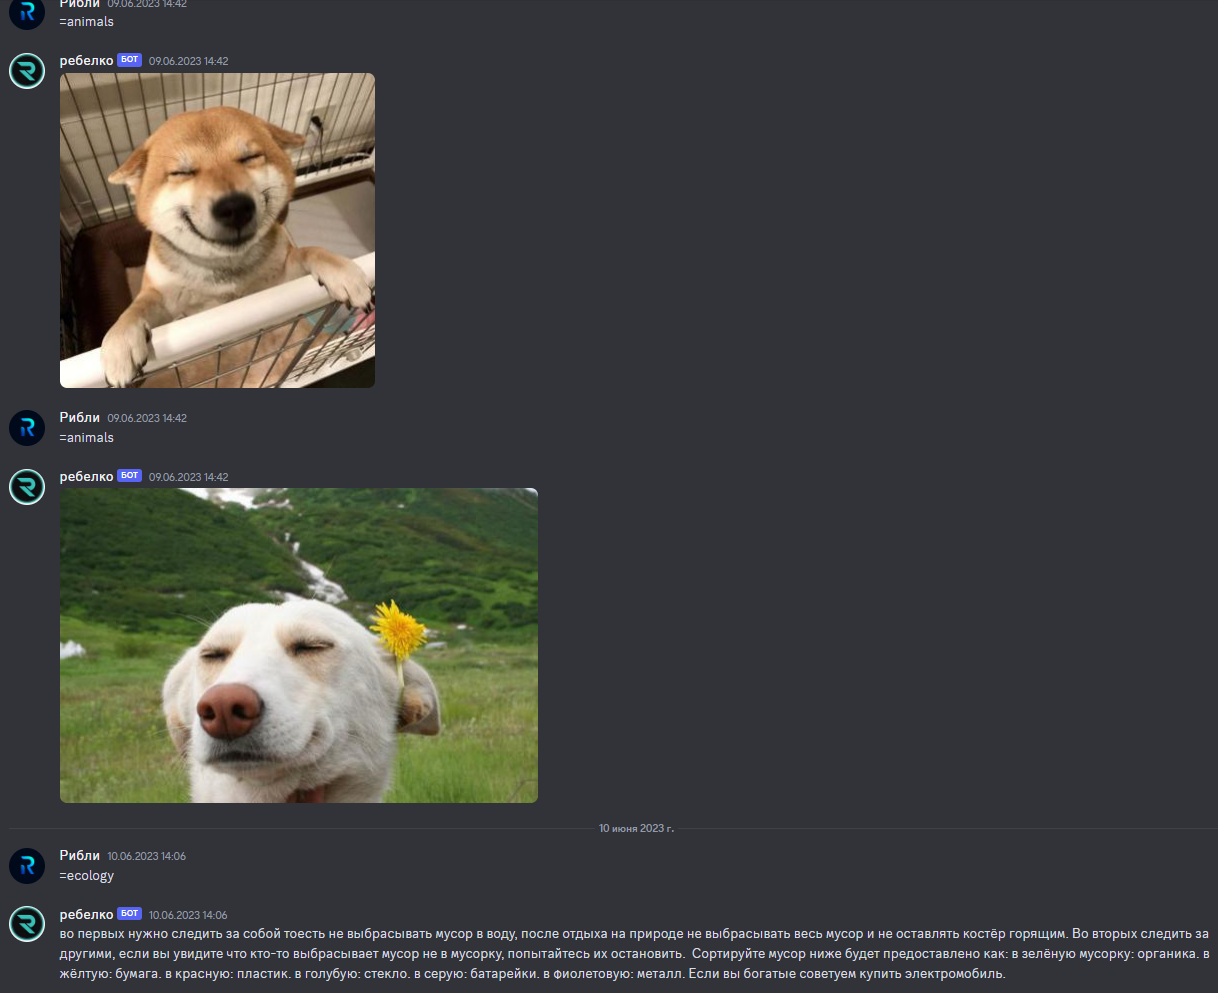 Рибли 09.06.2023 14:42
=animals
ребелко БОТ 09.06.2023 14:42
Рибли 09.06.2023 14:42
=animals
ребелко БОТ 09.06.2023 14:42
10 июня 2023 г.
Рибли 10.06.2023 14:06
=ecology
ребелко БОТ 10.06.2023 14:06
во первых нужно следить за собой тоесть не выбрасывать мусор в воду, после отдыха на природе не выбрасывать весь мусор и не оставлять костёр горящим. Во вторых следить за
другими, если вы увидите что кто-то выбрасывает мусор не в мусорку, попытайтесь их остановить.  Сортируйте мусор ниже будет предоставлено как: в зелёную мусорку: органика. в
жёлтую: бумага. в красную: пластик. в голубую: стекло. в серую: батарейки. в фиолетовую: металл. Если вы богатые советуем купить электромобиль.